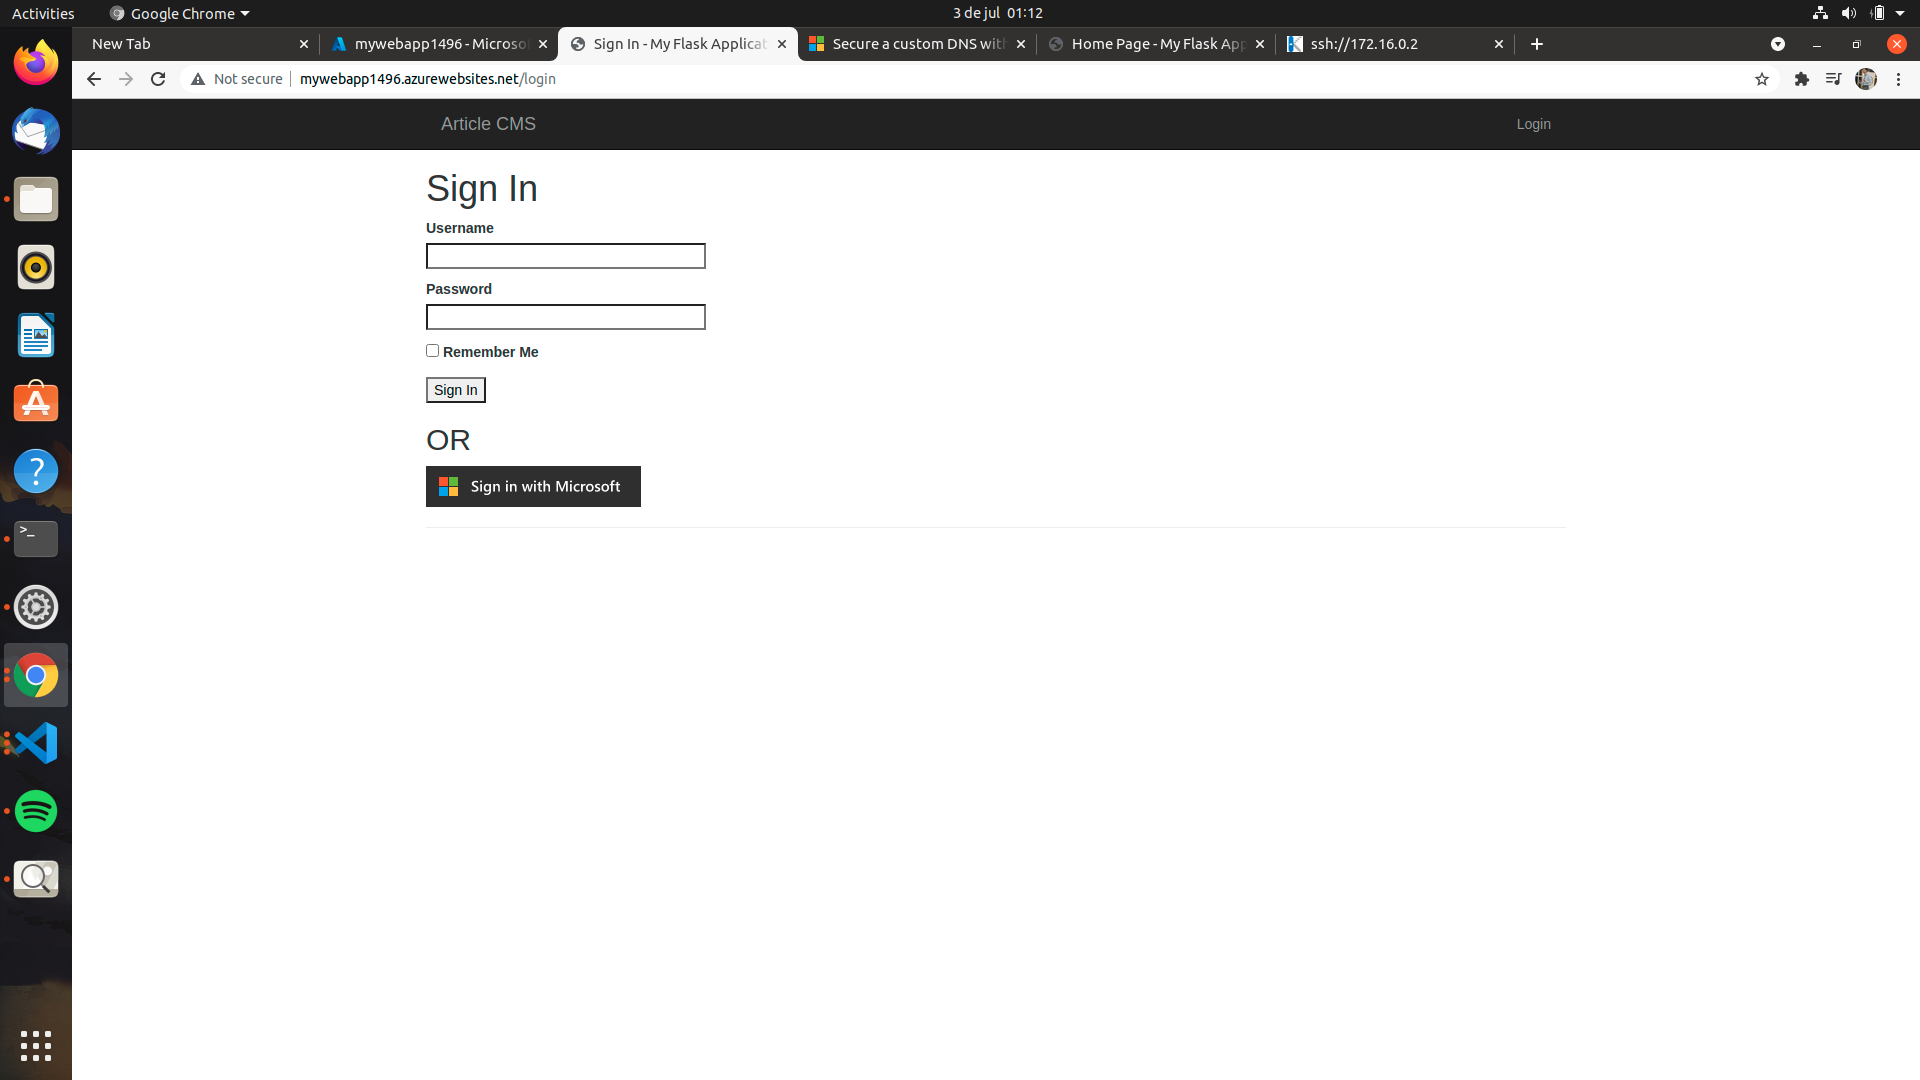 Activities Google Chrome 3 de jul 01:12
New Tab mywebapp1496 - Microso Sign In - My Flask Applicat Secure a custom DNS with Home Page - My Flask App ssh://172.16.0.2
Not secure mywebapp1496.azurewebsites.net/login
Article CMS Login
Sign In
Username
Password
Remember Me
Sign In
OR
Sign in with Microsoft